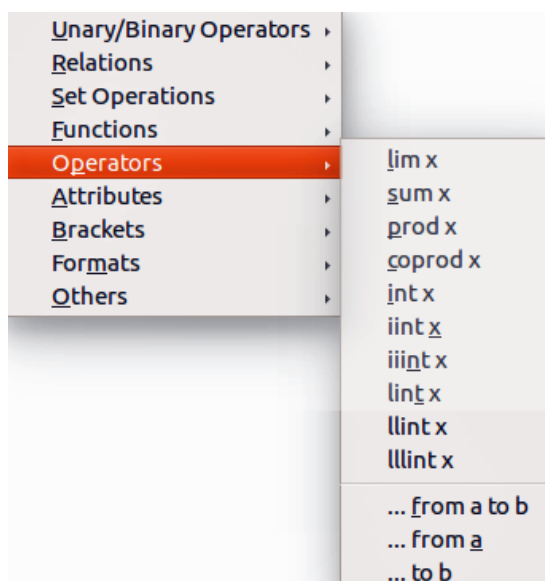 Unary/Binary Operators
Relations
Set Operations
Functions
Operators
Attributes
Brackets
Formats
Others
lim x
sum x
prod x
coprod x
int x
iint x
iiint x
lint x
llint x
lllint x
... from a to b
... from a
... to b